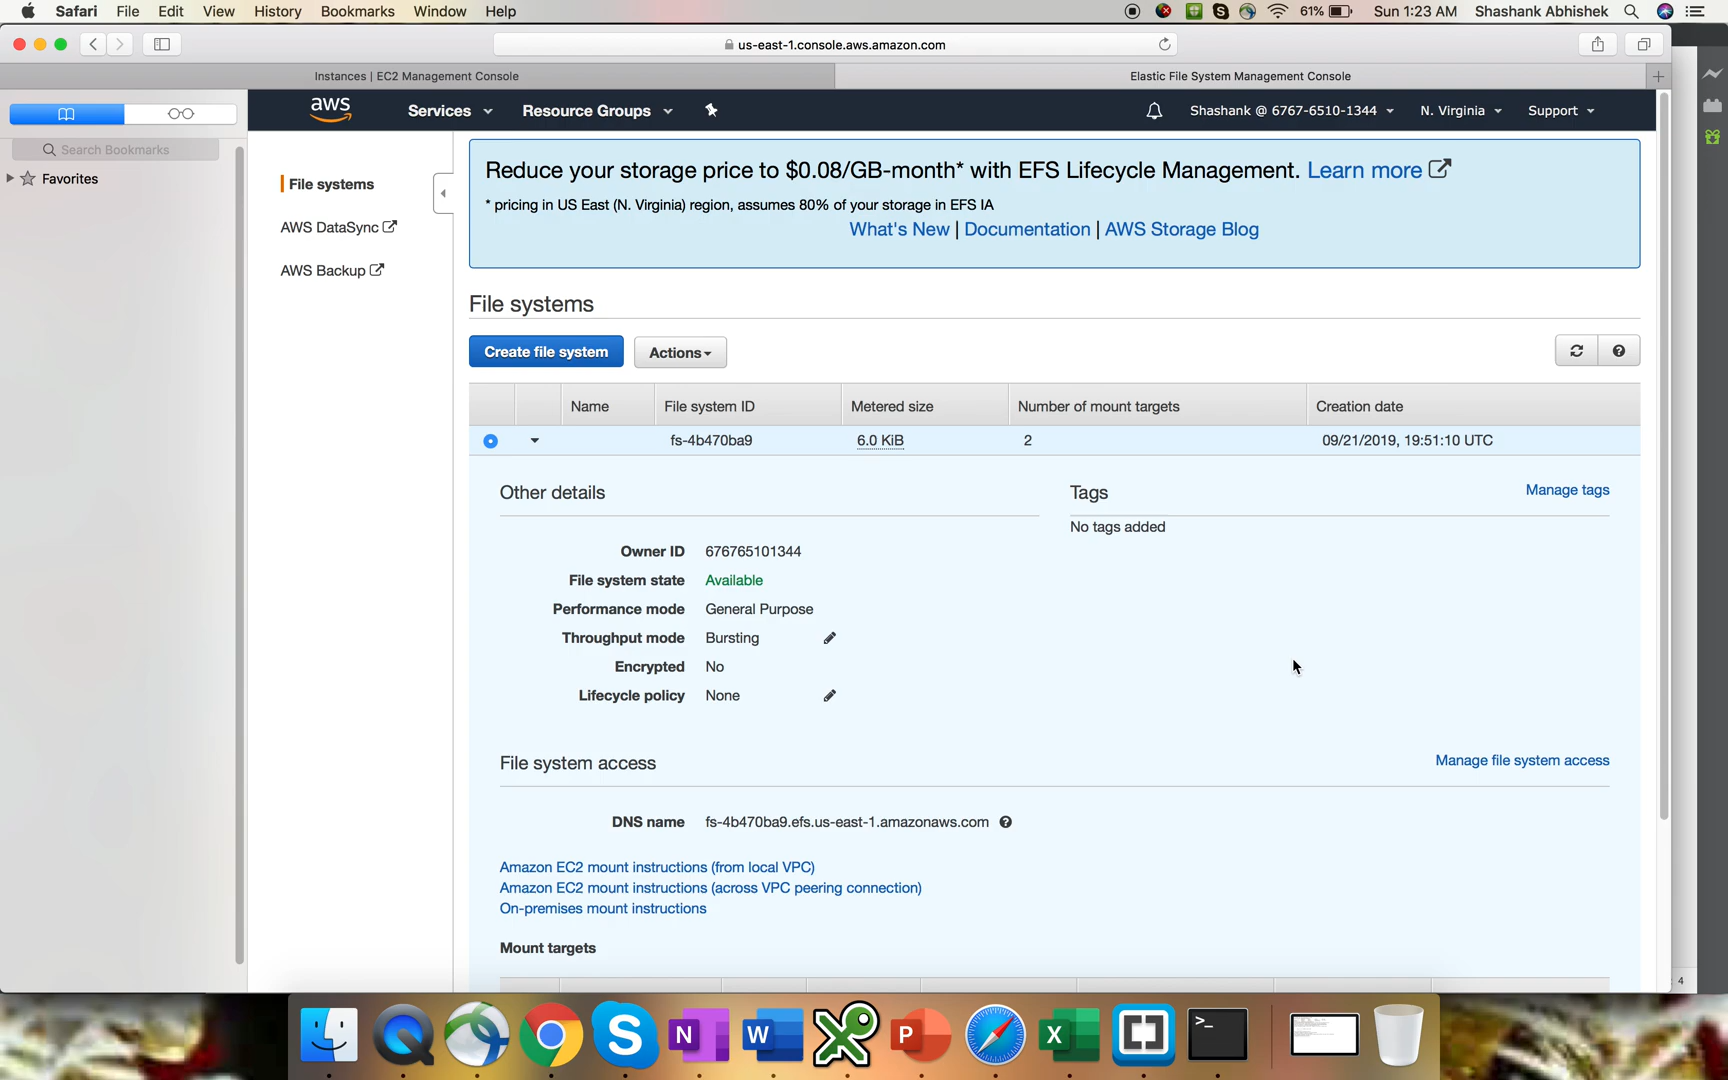 Safari File Edit View History Bookmarks Window Help
61% Sun 1:23 AM Shashank Abhishek
us-east-1.console.aws.amazon.com
Instances | EC2 Management Console
Elastic File System Management Console
aws Services Resource Groups Shashank @ 6767-6510-1344 N. Virginia Support
Search Bookmarks
Favorites
File systems
AWS DataSync
AWS Backup
Reduce your storage price to $0.08/GB-month* with EFS Lifecycle Management. Learn more
* pricing in US East (N. Virginia) region, assumes 80% of your storage in EFS IA
What's New | Documentation | AWS Storage Blog
File systems
Create file system Actions
Name File system ID Metered size Number of mount targets Creation date
fs-4b470ba9 6.0 KiB 2 09/21/2019, 19:51:10 UTC
Other details
Owner ID 676765101344
File system state Available
Performance mode General Purpose
Throughput mode Bursting
Encrypted No
Lifecycle policy None
Tags Manage tags
No tags added
File system access Manage file system access
DNS name fs-4b470ba9.efs.us-east-1.amazonaws.com
Amazon EC2 mount instructions (from local VPC)
Amazon EC2 mount instructions (across VPC peering connection)
On-premises mount instructions
Mount targets
4
S N W P X >_